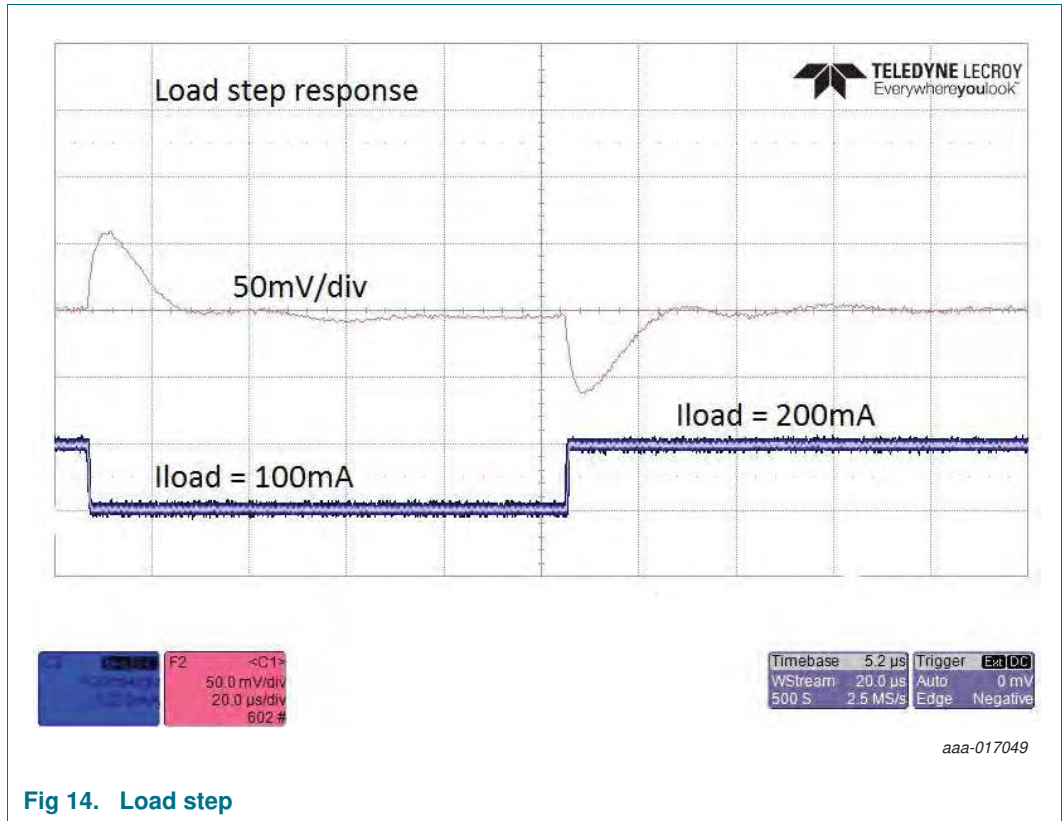 Load step response
TELEDYNE LECROY
Everywhereyoulook™
50mV/div
Iload = 200mA
Iload = 100mA
F2 <C1>
50.0 mV/div
20.0 µs/div
602 #
Timebase 5.2 µs
WStream 20.0 µs
500 S 2.5 MS/s
Trigger Ext DC
Auto 0 mV
Edge Negative
aaa-017049
Fig 14. Load step